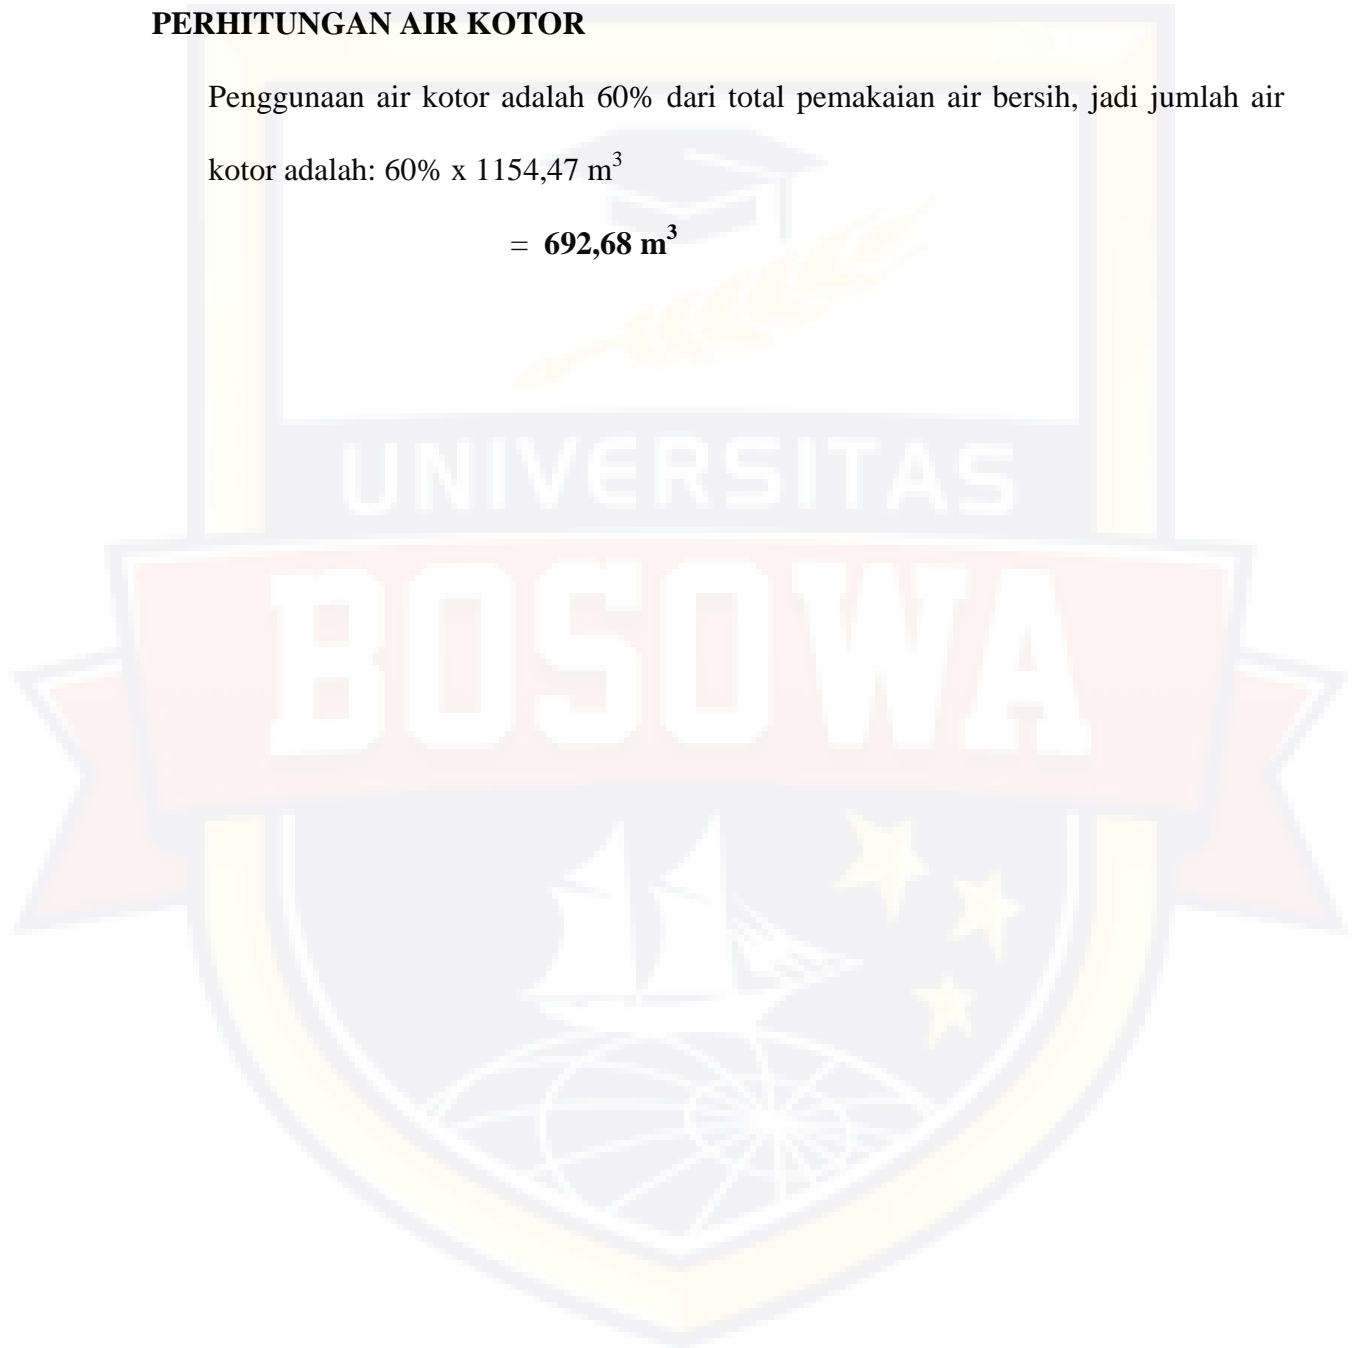 PERHITUNGAN AIR KOTOR
Penggunaan air kotor adalah 60% dari total pemakaian air bersih, jadi jumlah air
kotor adalah: 60% x 1154,47 m³
= 692,68 m³
UNIVERSITAS
BOSOWA